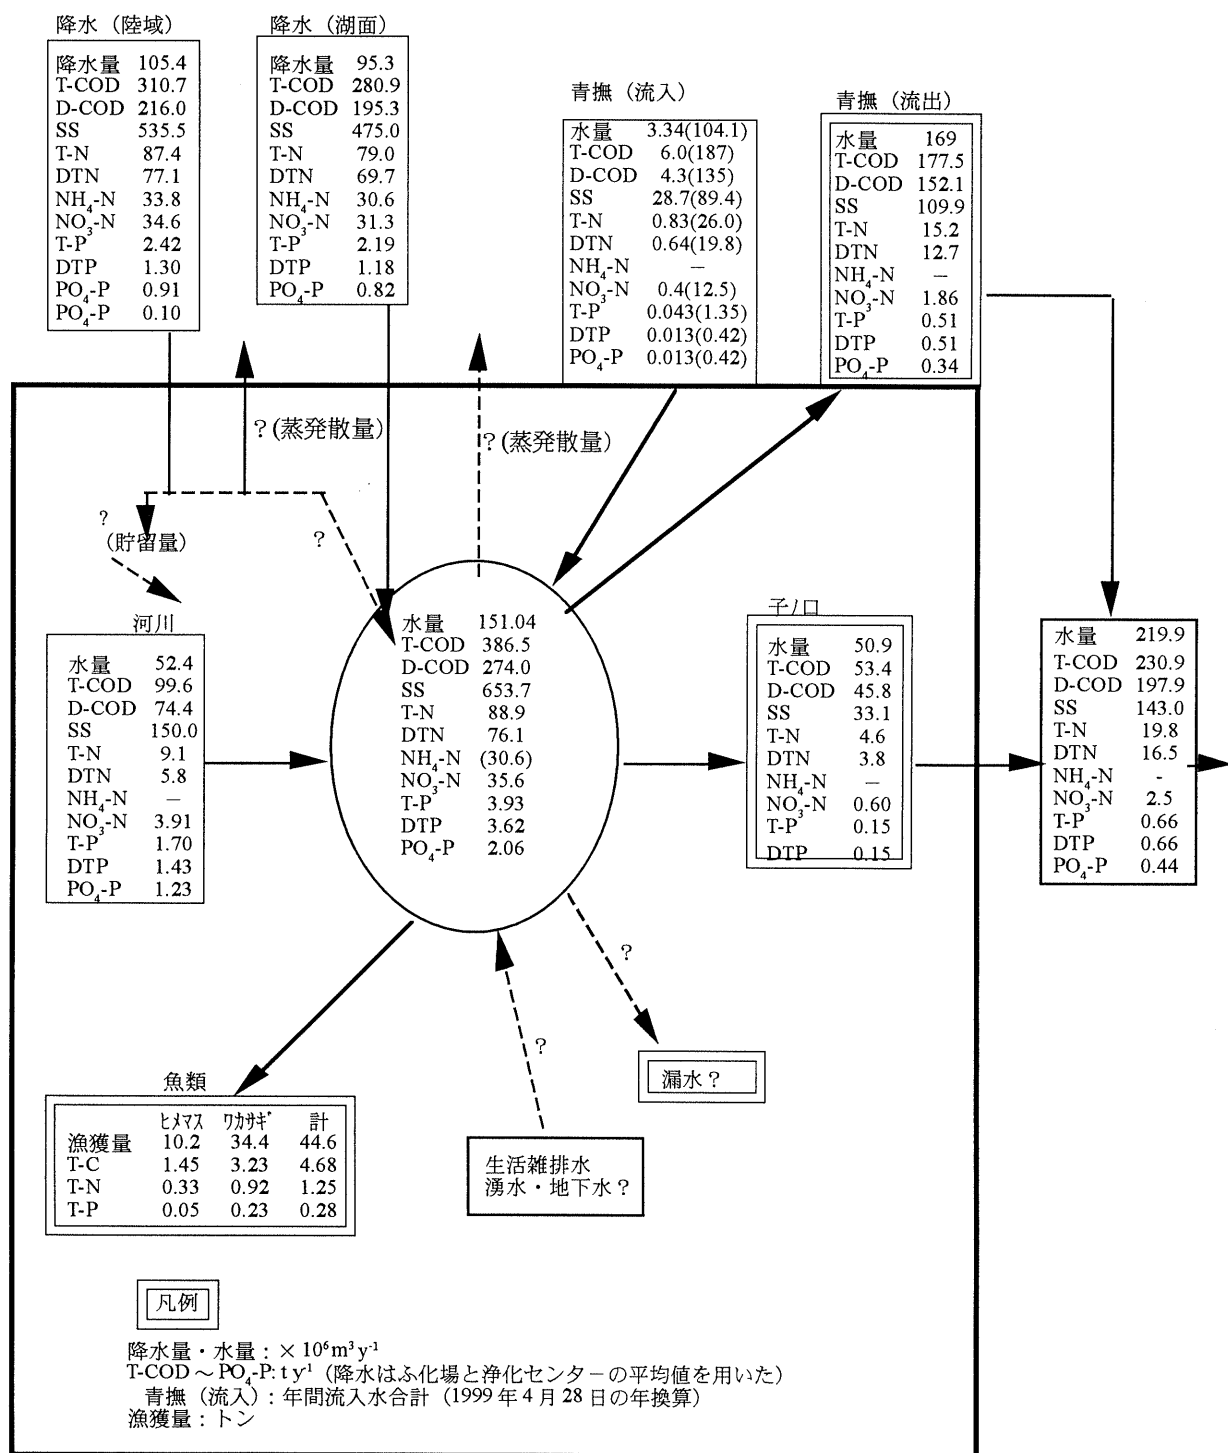 降水（陸域）
降水量 105.4
T-COD 310.7
D-COD 216.0
SS 535.5
T-N 87.4
DTN 77.1
NH₄-N 33.8
NO₃-N 34.6
T-P 2.42
DTP 1.30
PO₄-P 0.91
PO₄-P 0.10
降水（湖面）
降水量 95.3
T-COD 280.9
D-COD 195.3
SS 475.0
T-N 79.0
DTN 69.7
NH₄-N 30.6
NO₃-N 31.3
T-P 2.19
DTP 1.18
PO₄-P 0.82
青撫（流入）
水量 3.34(104.1)
T-COD 6.0(187)
D-COD 4.3(135)
SS 28.7(89.4)
T-N 0.83(26.0)
DTN 0.64(19.8)
NH₄-N －
NO₃-N 0.4(12.5)
T-P 0.043(1.35)
DTP 0.013(0.42)
PO₄-P 0.013(0.42)
青撫（流出）
水量 169
T-COD 177.5
D-COD 152.1
SS 109.9
T-N 15.2
DTN 12.7
NH₄-N －
NO₃-N 1.86
T-P 0.51
DTP 0.51
PO₄-P 0.34
？(蒸発散量)
？(蒸発散量)
？
（貯留量）
？
河川
水量 52.4
T-COD 99.6
D-COD 74.4
SS 150.0
T-N 9.1
DTN 5.8
NH₄-N －
NO₃-N 3.91
T-P 1.70
DTP 1.43
PO₄-P 1.23
水量 151.04
T-COD 386.5
D-COD 274.0
SS 653.7
T-N 88.9
DTN 76.1
NH₄-N (30.6)
NO₃-N 35.6
T-P 3.93
DTP 3.62
PO₄-P 2.06
子ノ口
水量 50.9
T-COD 53.4
D-COD 45.8
SS 33.1
T-N 4.6
DTN 3.8
NH₄-N －
NO₃-N 0.60
T-P 0.15
DTP 0.15
水量 219.9
T-COD 230.9
D-COD 197.9
SS 143.0
T-N 19.8
DTN 16.5
NH₄-N -
NO₃-N 2.5
T-P 0.66
DTP 0.66
PO₄-P 0.44
？
？
漏水？
魚類
ﾋﾒﾏｽ ﾜｶｻｷﾞ 計
漁獲量 10.2 34.4 44.6
T-C 1.45 3.23 4.68
T-N 0.33 0.92 1.25
T-P 0.05 0.23 0.28
生活雑排水
湧水・地下水？
凡例
降水量・水量：×10⁶m³y⁻¹
T-COD～PO₄-P: t y⁻¹（降水はふ化場と浄化センターの平均値を用いた）
青撫（流入）：年間流入水合計（1999年4月28日の年換算）
漁獲量：トン